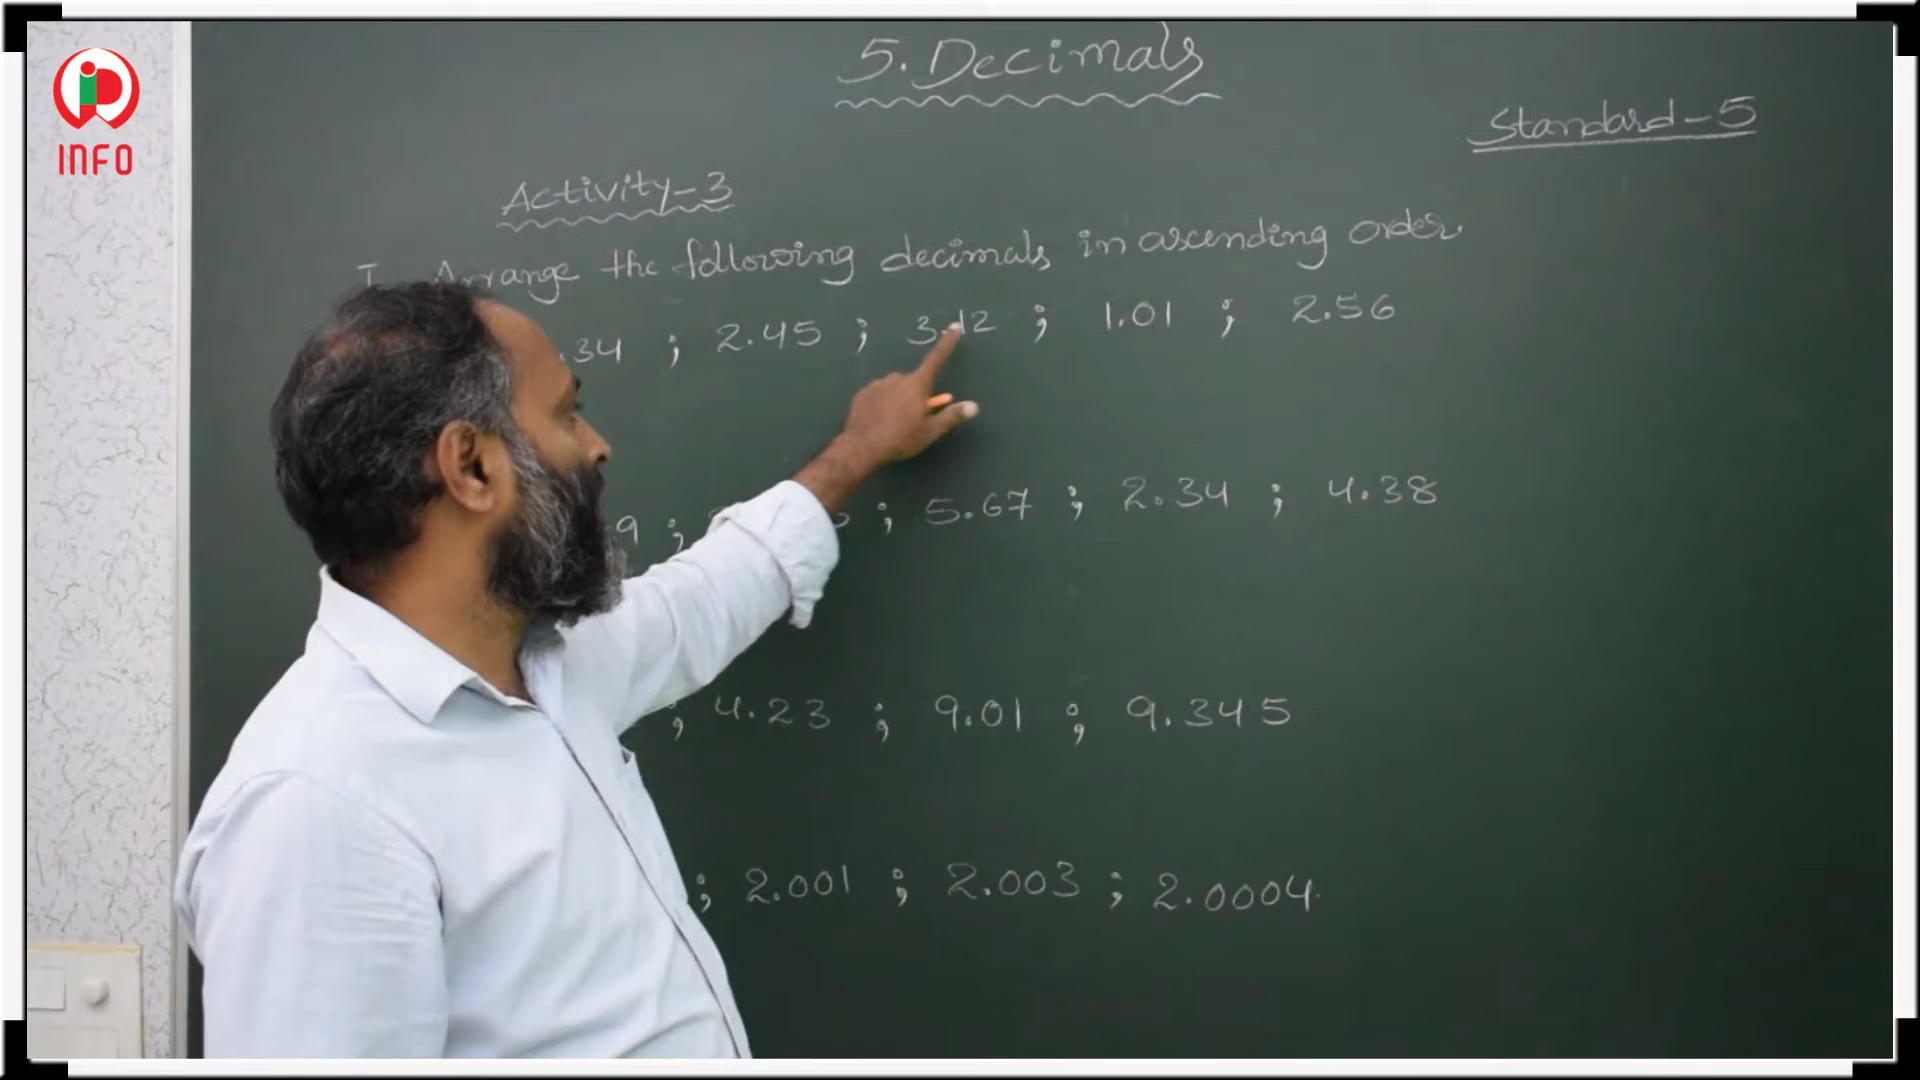 INFO
5. Decimals
Standard-5
Activity-3
I. Arrange the following decimals in ascending order.
.34 ; 2.45 ; 3.12 ; 1.01 ; 2.56
9 ; ; 5.67 ; 2.34 ; 4.38
; 4.23 ; 9.01 ; 9.345
; 2.001 ; 2.003 ; 2.0004.